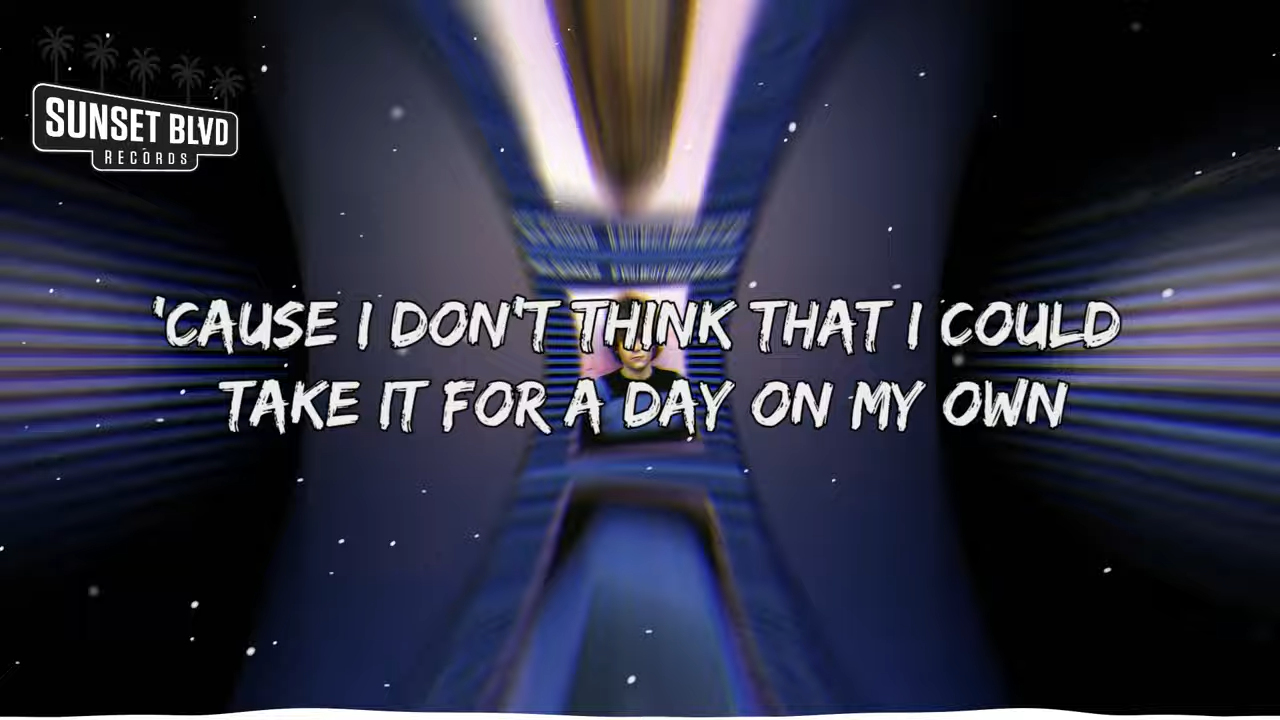 SUNSET BLVD
RECORDS
'CAUSE I DON'T THINK THAT I COULD
TAKE IT FOR A DAY ON MY OWN